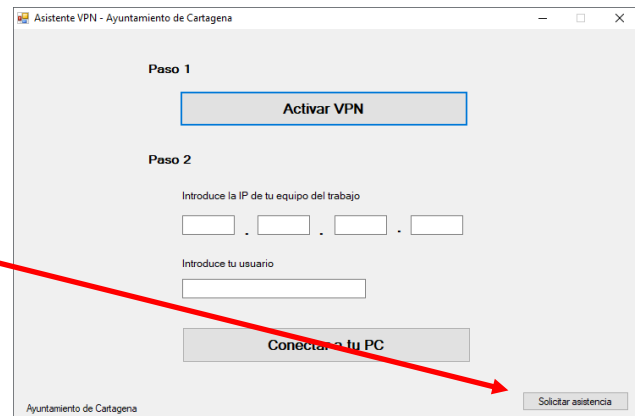 Asistente VPN - Ayuntamiento de Cartagena
Paso 1
Activar VPN
Paso 2
Introduce la IP de tu equipo del trabajo
. . .
Introduce tu usuario
Conectar a tu PC
Solicitar asistencia
Ayuntamiento de Cartagena